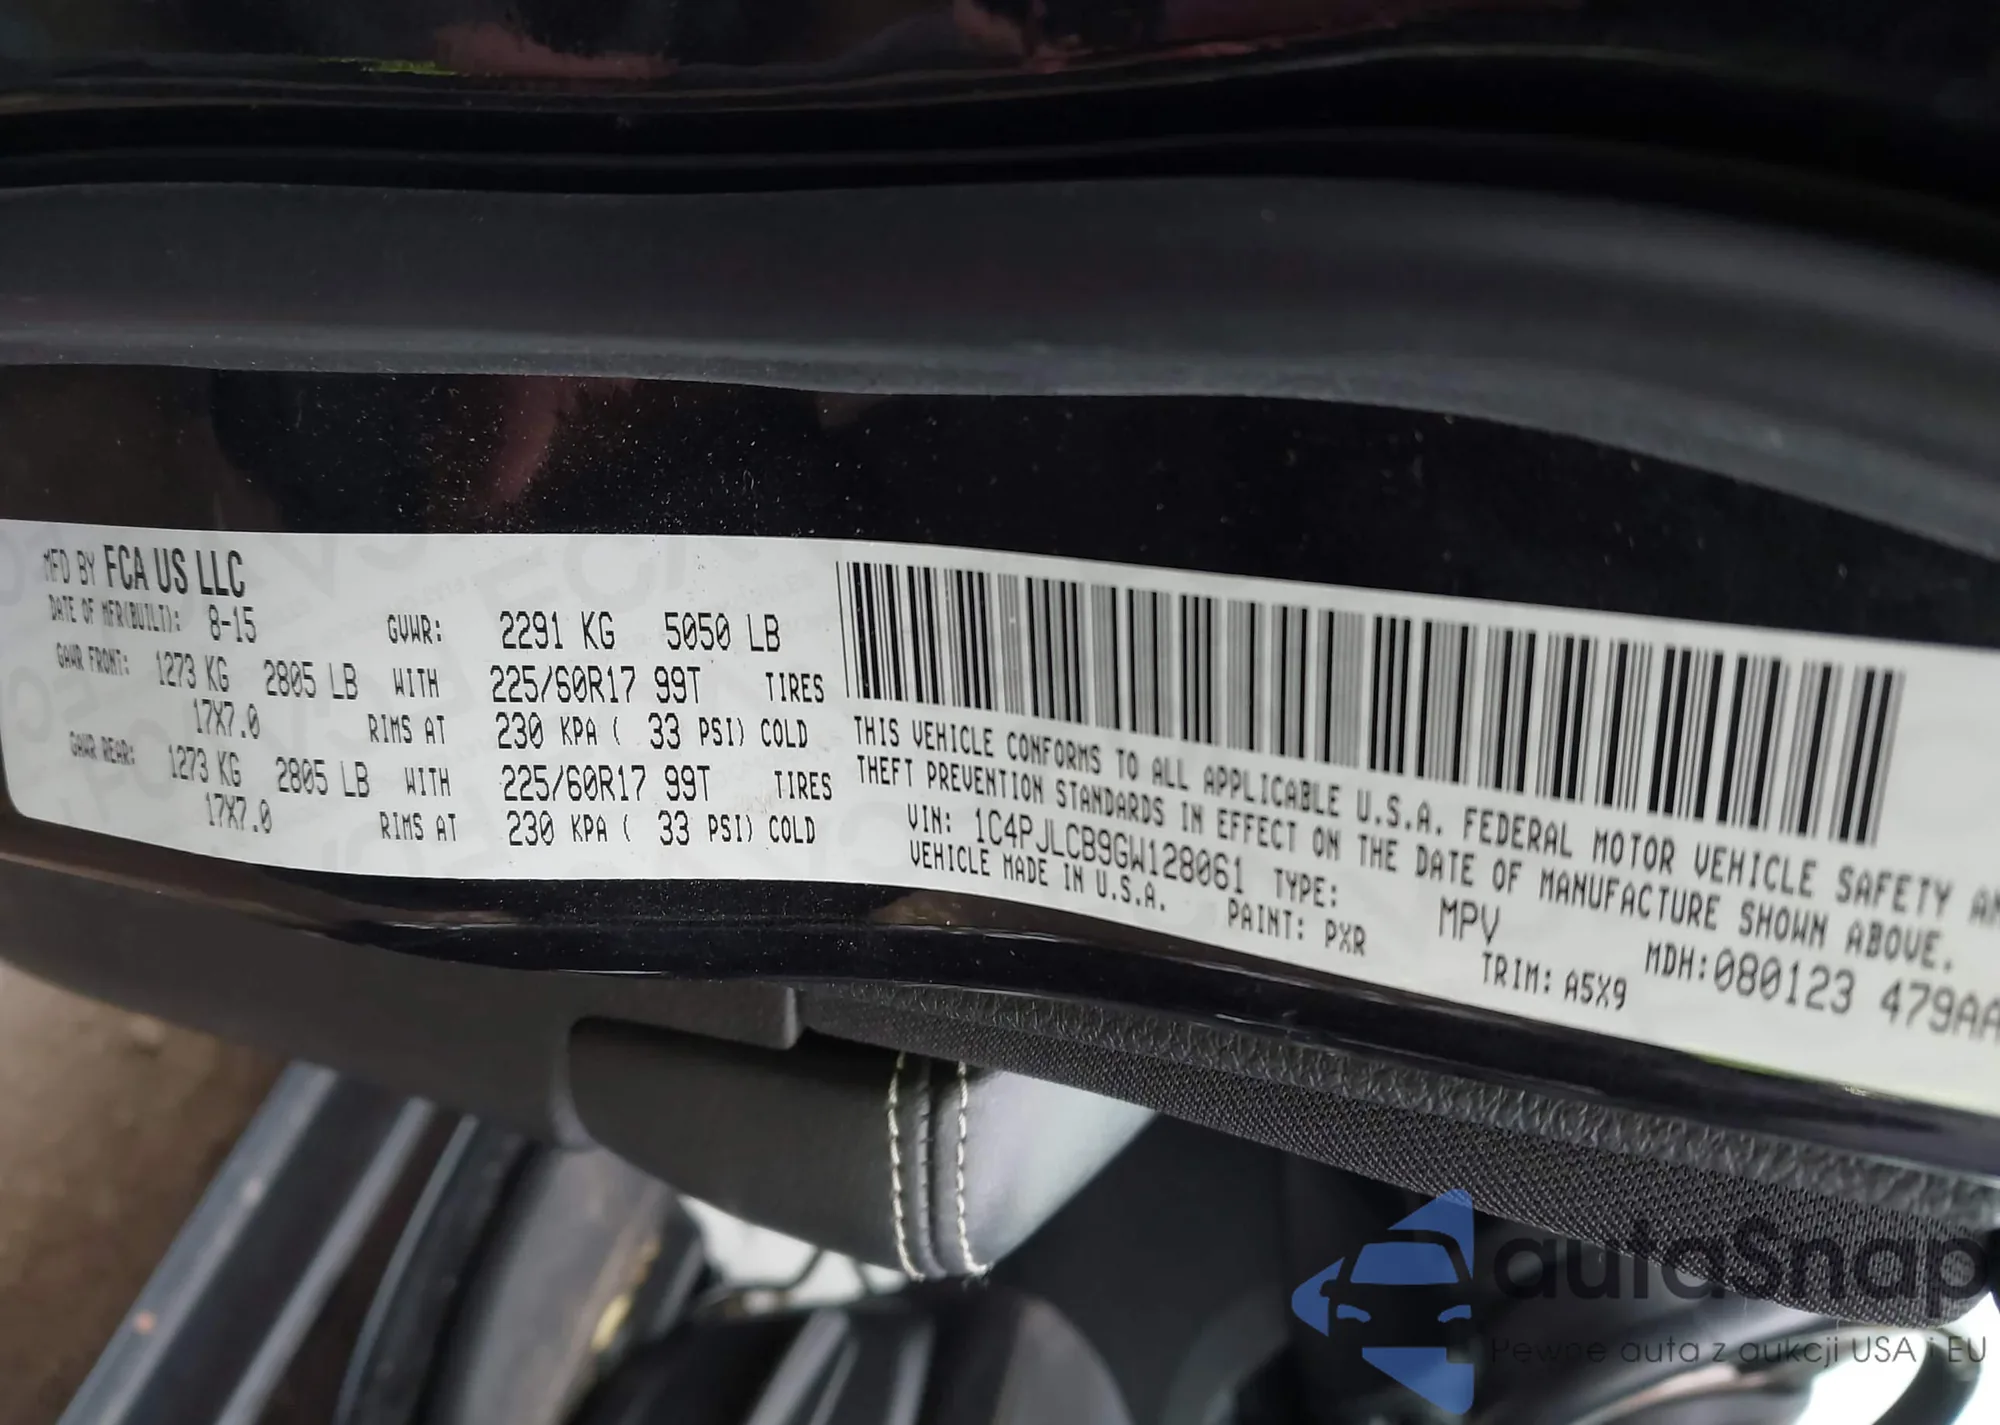 MFD BY FCA US LLC
DATE OF MFR(BUILT): 8-15 GVWR: 2291 KG 5050 LB
GAWR FRONT: 1273 KG 2805 LB WITH 225/60R17 99T TIRES
17X7.0 RIMS AT 230 KPA ( 33 PSI) COLD
GAWR REAR: 1273 KG 2805 LB WITH 225/60R17 99T TIRES
17X7.0 RIMS AT 230 KPA ( 33 PSI) COLD
THIS VEHICLE CONFORMS TO ALL APPLICABLE U.S.A. FEDERAL MOTOR VEHICLE SAFETY
THEFT PREVENTION STANDARDS IN EFFECT ON THE DATE OF MANUFACTURE SHOWN ABOVE.
VIN: 1C4PJLCB9GW128061 TYPE: MPV MDH:080123 479AA
VEHICLE MADE IN U.S.A. PAINT: PXR TRIM: A5X9
autaSnap
Pewne auta z aukcji USA i EU